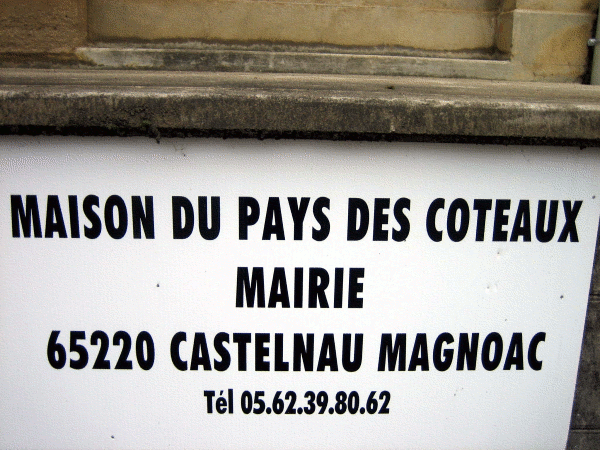 MAISON DU PAYS DES COTEAUX
MAIRIE
65220 CASTELNAU MAGNOAC
Tél 05.62.39.80.62